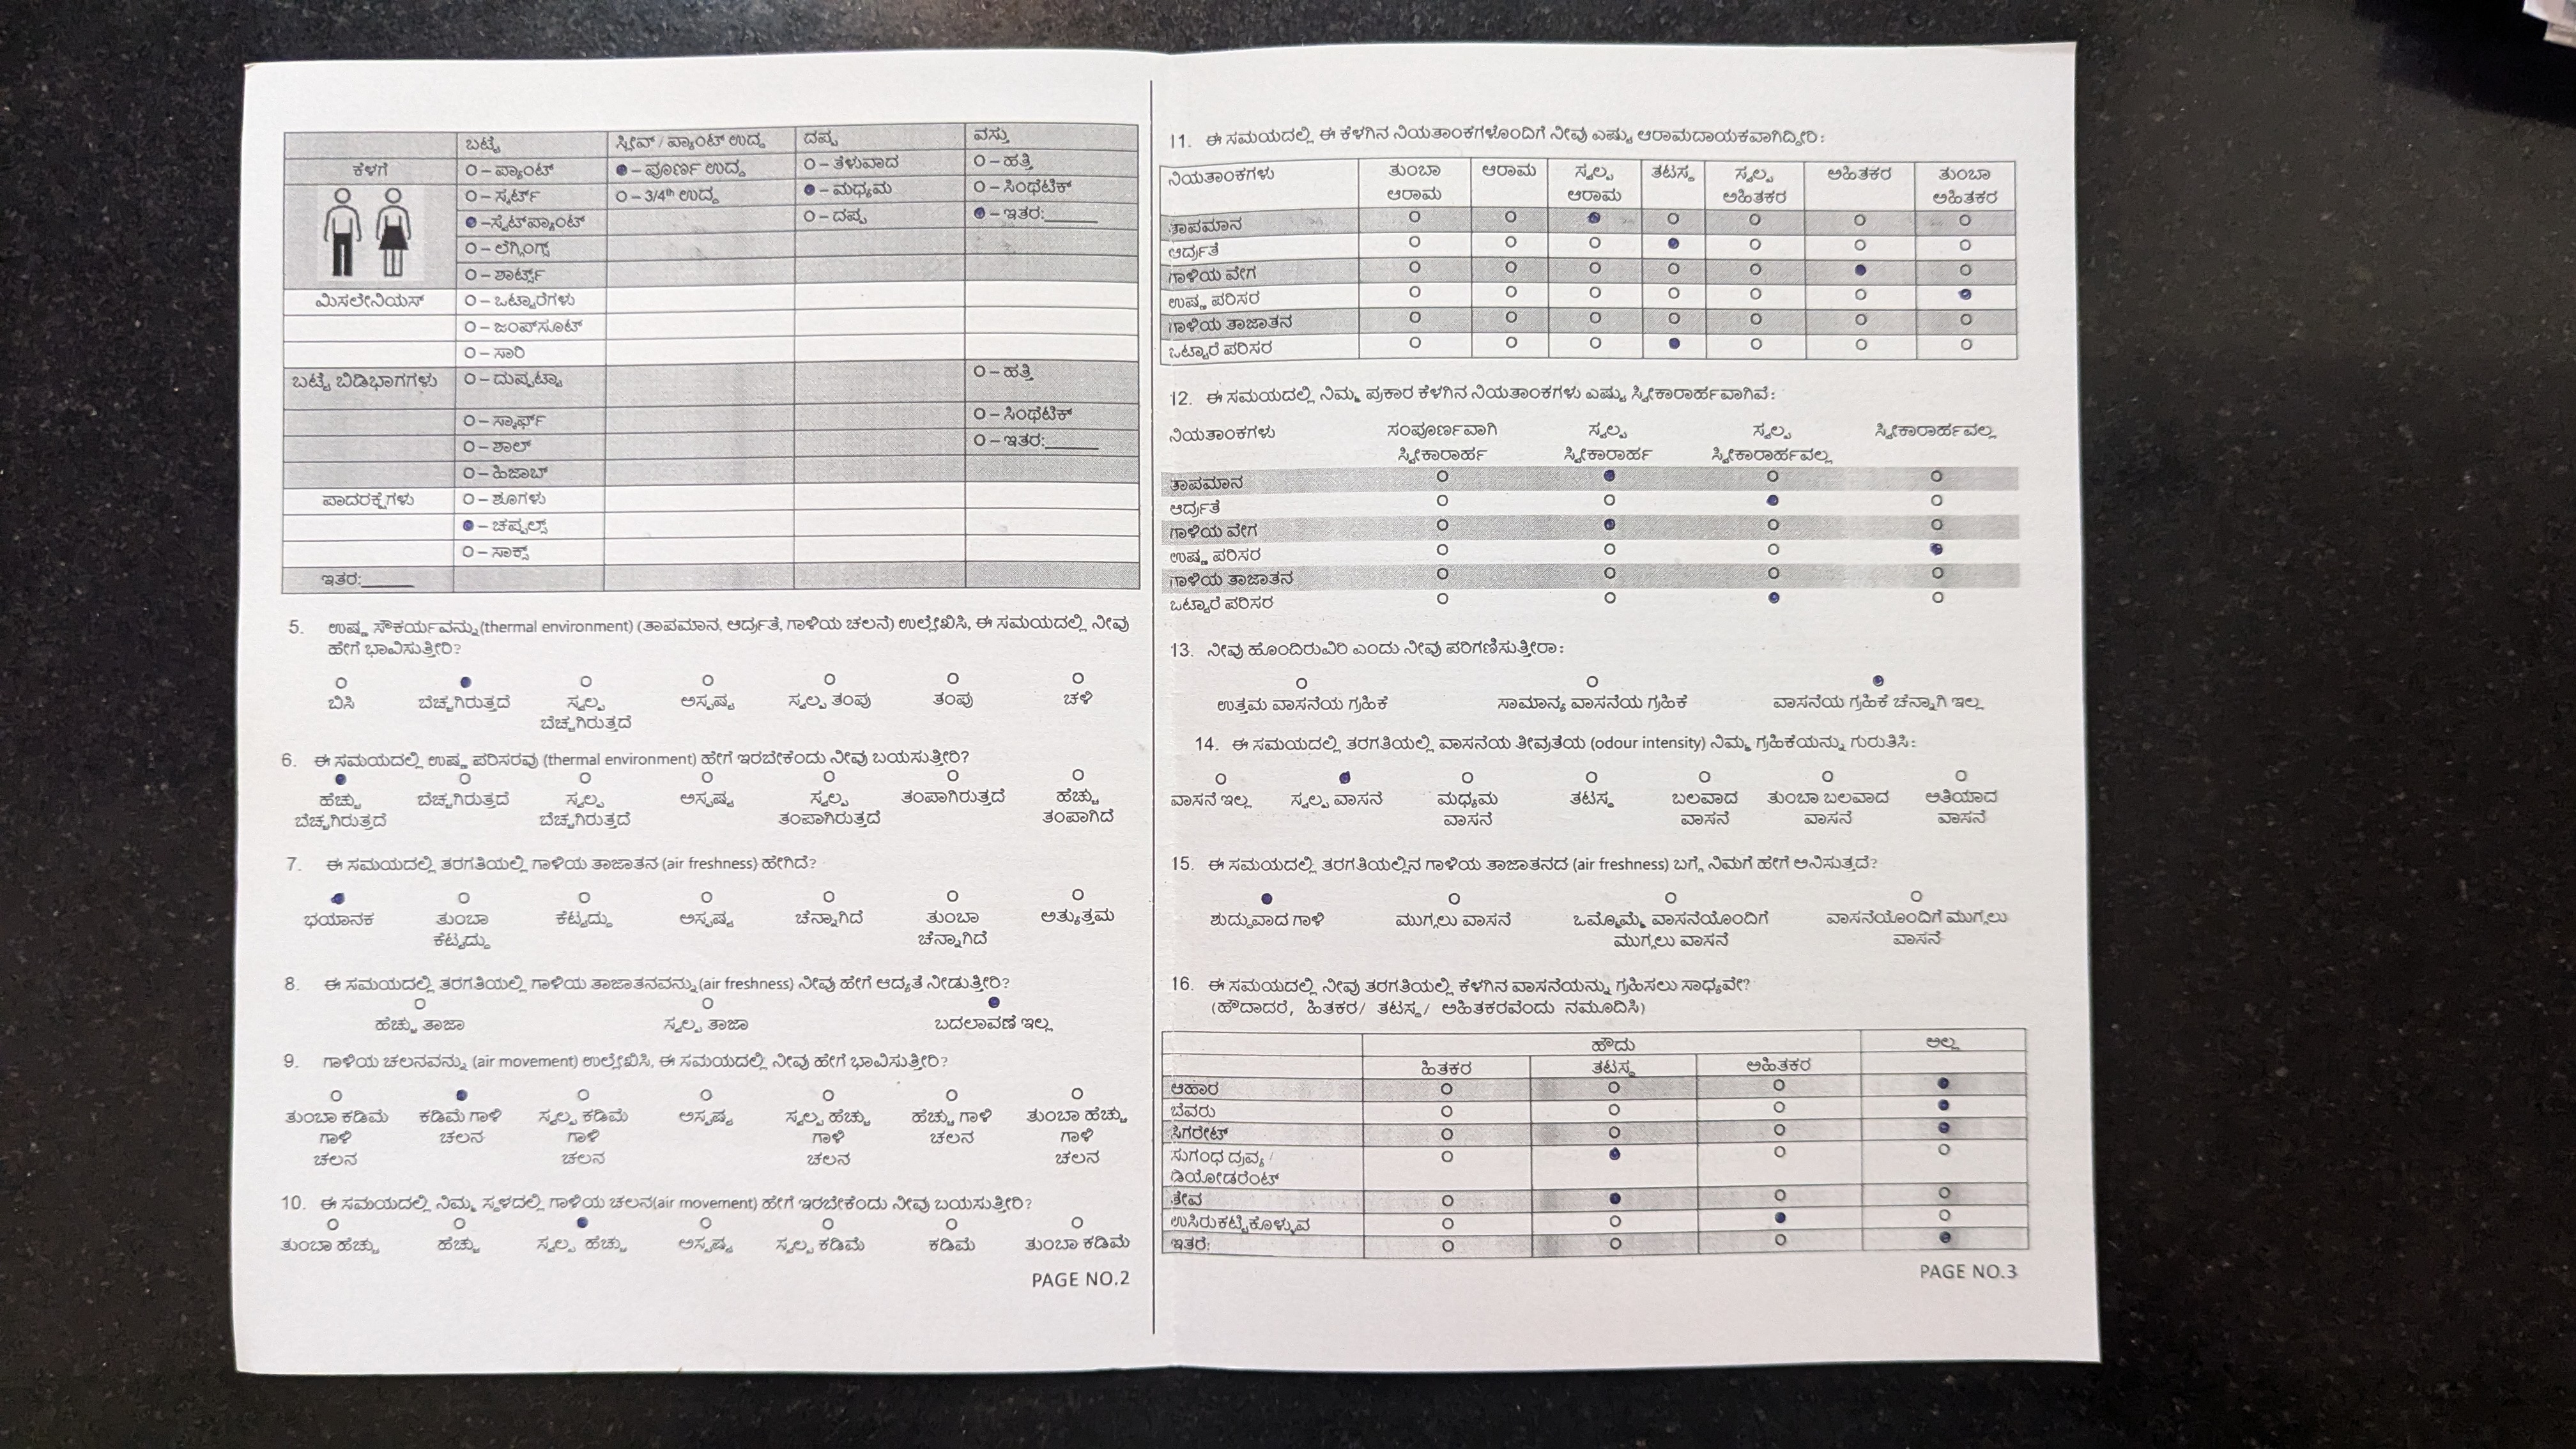 ಬಟ್ಟೆ ಸ್ಲೀವ್ / ಪ್ಯಾಂಟ್ ಉದ್ದ ದಪ್ಪ ವಸ್ತು
ಕೆಳಗೆ O – ಪ್ಯಾಂಟ್ – ಪೂರ್ಣ ಉದ್ದ O – ತೆಳುವಾದ O – ಹತ್ತಿ
O – ಸ್ಕರ್ಟ್ O – 3/4th ಉದ್ದ – ಮಧ್ಯಮ O – ಸಿಂಥೆಟಿಕ್
–ಸ್ವೆಟ್‌ಪ್ಯಾಂಟ್ O – ದಪ್ಪ – ಇತರ:______
O – ಲೆಗ್ಗಿಂಗ್ಸ್
O – ಶಾರ್ಟ್ಸ್
ಮಿಸಲೇನಿಯಸ್ O – ಒಟ್ಟಾರೆಗಳು
O – ಜಂಪ್‌ಸೂಟ್
O – ಸಾರಿ
ಬಟ್ಟೆ ಬಿಡಿಭಾಗಗಳು O – ದುಪ್ಪಟ್ಟಾ O – ಹತ್ತಿ
O – ಸ್ಕಾರ್ಫ್ O – ಸಿಂಥೆಟಿಕ್
O – ಶಾಲ್ O – ಇತರ:______
O – ಹಿಜಾಬ್
ಪಾದರಕ್ಷೆಗಳು O – ಶೂಗಳು
– ಚಪ್ಪಲ್ಸ್
O – ಸಾಕ್ಸ್
ಇತರ:______
5. ಉಷ್ಣ ಸೌಕರ್ಯವನ್ನು(thermal environment) (ತಾಪಮಾನ, ಆರ್ದ್ರತೆ, ಗಾಳಿಯ ಚಲನೆ) ಉಲ್ಲೇಖಿಸಿ, ಈ ಸಮಯದಲ್ಲಿ ನೀವು
ಹೇಗೆ ಭಾವಿಸುತ್ತೀರಿ?
ಬಿಸಿ ಬೆಚ್ಚಗಿರುತ್ತದೆ ಸ್ವಲ್ಪ ಅಸ್ಪಷ್ಟ ಸ್ವಲ್ಪ ತಂಪು ತಂಪು ಚಳಿ
ಬೆಚ್ಚಗಿರುತ್ತದೆ
6. ಈ ಸಮಯದಲ್ಲಿ ಉಷ್ಣ ಪರಿಸರವು (thermal environment) ಹೇಗೆ ಇರಬೇಕೆಂದು ನೀವು ಬಯಸುತ್ತೀರಿ?
ಹೆಚ್ಚು ಬೆಚ್ಚಗಿರುತ್ತದೆ ಸ್ವಲ್ಪ ಅಸ್ಪಷ್ಟ ಸ್ವಲ್ಪ ತಂಪಾಗಿರುತ್ತದೆ ಹೆಚ್ಚು
ಬೆಚ್ಚಗಿರುತ್ತದೆ ಬೆಚ್ಚಗಿರುತ್ತದೆ ತಂಪಾಗಿರುತ್ತದೆ ತಂಪಾಗಿದೆ
7. ಈ ಸಮಯದಲ್ಲಿ ತರಗತಿಯಲ್ಲಿ ಗಾಳಿಯ ತಾಜಾತನ (air freshness) ಹೇಗಿದೆ?
ಭಯಾನಕ ತುಂಬಾ ಕೆಟ್ಟದ್ದು ಅಸ್ಪಷ್ಟ ಚೆನ್ನಾಗಿದೆ ತುಂಬಾ ಅತ್ಯುತ್ತಮ
ಕೆಟ್ಟದ್ದು ಚೆನ್ನಾಗಿದೆ
8. ಈ ಸಮಯದಲ್ಲಿ ತರಗತಿಯಲ್ಲಿ ಗಾಳಿಯ ತಾಜಾತನವನ್ನು(air freshness) ನೀವು ಹೇಗೆ ಆದ್ಯತೆ ನೀಡುತ್ತೀರಿ?
ಹೆಚ್ಚು ತಾಜಾ ಸ್ವಲ್ಪ ತಾಜಾ ಬದಲಾವಣೆ ಇಲ್ಲ
9. ಗಾಳಿಯ ಚಲನವನ್ನು (air movement) ಉಲ್ಲೇಖಿಸಿ, ಈ ಸಮಯದಲ್ಲಿ ನೀವು ಹೇಗೆ ಭಾವಿಸುತ್ತೀರಿ?
ತುಂಬಾ ಕಡಿಮೆ ಕಡಿಮೆ ಗಾಳಿ ಸ್ವಲ್ಪ ಕಡಿಮೆ ಅಸ್ಪಷ್ಟ ಸ್ವಲ್ಪ ಹೆಚ್ಚು ಹೆಚ್ಚು ಗಾಳಿ ತುಂಬಾ ಹೆಚ್ಚು
ಗಾಳಿ ಚಲನ ಗಾಳಿ ಗಾಳಿ ಚಲನ ಗಾಳಿ
ಚಲನ ಚಲನ ಚಲನ ಚಲನ
10. ಈ ಸಮಯದಲ್ಲಿ ನಿಮ್ಮ ಸ್ಥಳದಲ್ಲಿ ಗಾಳಿಯ ಚಲನ(air movement) ಹೇಗೆ ಇರಬೇಕೆಂದು ನೀವು ಬಯಸುತ್ತೀರಿ?
ತುಂಬಾ ಹೆಚ್ಚು ಹೆಚ್ಚು ಸ್ವಲ್ಪ ಹೆಚ್ಚು ಅಸ್ಪಷ್ಟ ಸ್ವಲ್ಪ ಕಡಿಮೆ ಕಡಿಮೆ ತುಂಬಾ ಕಡಿಮೆ
PAGE NO.2
11. ಈ ಸಮಯದಲ್ಲಿ ಈ ಕೆಳಗಿನ ನಿಯತಾಂಕಗಳೊಂದಿಗೆ ನೀವು ಎಷ್ಟು ಆರಾಮದಾಯಕವಾಗಿದ್ದೀರಿ:
ನಿಯತಾಂಕಗಳು ತುಂಬಾ ಆರಾಮ ಸ್ವಲ್ಪ ತಟಸ್ಥ ಸ್ವಲ್ಪ ಅಹಿತಕರ ತುಂಬಾ
ಆರಾಮ ಆರಾಮ ಅಹಿತಕರ ಅಹಿತಕರ
ತಾಪಮಾನ
ಆರ್ದ್ರತೆ
ಗಾಳಿಯ ವೇಗ
ಉಷ್ಣ ಪರಿಸರ
ಗಾಳಿಯ ತಾಜಾತನ
ಒಟ್ಟಾರೆ ಪರಿಸರ
12. ಈ ಸಮಯದಲ್ಲಿ ನಿಮ್ಮ ಪ್ರಕಾರ ಕೆಳಗಿನ ನಿಯತಾಂಕಗಳು ಎಷ್ಟು ಸ್ವೀಕಾರಾರ್ಹವಾಗಿವೆ:
ನಿಯತಾಂಕಗಳು ಸಂಪೂರ್ಣವಾಗಿ ಸ್ವಲ್ಪ ಸ್ವಲ್ಪ ಸ್ವೀಕಾರಾರ್ಹವಲ್ಲ
ಸ್ವೀಕಾರಾರ್ಹ ಸ್ವೀಕಾರಾರ್ಹ ಸ್ವೀಕಾರಾರ್ಹವಲ್ಲ
ತಾಪಮಾನ
ಆರ್ದ್ರತೆ
ಗಾಳಿಯ ವೇಗ
ಉಷ್ಣ ಪರಿಸರ
ಗಾಳಿಯ ತಾಜಾತನ
ಒಟ್ಟಾರೆ ಪರಿಸರ
13. ನೀವು ಹೊಂದಿರುವಿರಿ ಎಂದು ನೀವು ಪರಿಗಣಿಸುತ್ತೀರಾ:
ಉತ್ತಮ ವಾಸನೆಯ ಗ್ರಹಿಕೆ ಸಾಮಾನ್ಯ ವಾಸನೆಯ ಗ್ರಹಿಕೆ ವಾಸನೆಯ ಗ್ರಹಿಕೆ ಚೆನ್ನಾಗಿ ಇಲ್ಲ
14. ಈ ಸಮಯದಲ್ಲಿ ತರಗತಿಯಲ್ಲಿ ವಾಸನೆಯ ತೀವ್ರತೆಯ (odour intensity) ನಿಮ್ಮ ಗ್ರಹಿಕೆಯನ್ನು ಗುರುತಿಸಿ:
ವಾಸನೆ ಇಲ್ಲ ಸ್ವಲ್ಪ ವಾಸನೆ ಮಧ್ಯಮ ತಟಸ್ಥ ಬಲವಾದ ತುಂಬಾ ಬಲವಾದ ಅತಿಯಾದ
ವಾಸನೆ ವಾಸನೆ ವಾಸನೆ ವಾಸನೆ
15. ಈ ಸಮಯದಲ್ಲಿ ತರಗತಿಯಲ್ಲಿನ ಗಾಳಿಯ ತಾಜಾತನದ (air freshness) ಬಗ್ಗೆ ನಿಮಗೆ ಹೇಗೆ ಅನಿಸುತ್ತದೆ?
ಶುದ್ಧವಾದ ಗಾಳಿ ಮುಗ್ಗಲು ವಾಸನೆ ಒಮ್ಮೊಮ್ಮೆ ವಾಸನೆಯೊಂದಿಗೆ ವಾಸನೆಯೊಂದಿಗೆ ಮುಗ್ಗಲು
ಮುಗ್ಗಲು ವಾಸನೆ ವಾಸನೆ
16. ಈ ಸಮಯದಲ್ಲಿ ನೀವು ತರಗತಿಯಲ್ಲಿ ಕೆಳಗಿನ ವಾಸನೆಯನ್ನು ಗ್ರಹಿಸಲು ಸಾಧ್ಯವೇ?
(ಹೌದಾದರೆ, ಹಿತಕರ/ ತಟಸ್ಥ/ ಅಹಿತಕರವೆಂದು ನಮೂದಿಸಿ)
ಹೌದು ಅಲ್ಲ
ಹಿತಕರ ತಟಸ್ಥ ಅಹಿತಕರ
ಆಹಾರ
ಬೆವರು
ಸಿಗರೇಟ್
ಸುಗಂಧ ದ್ರವ್ಯ /
ಡಿಯೋಡರೆಂಟ್
ತೇವ
ಉಸಿರುಕಟ್ಟಿಕೊಳ್ಳುವ
ಇತರೆ:
PAGE NO.3